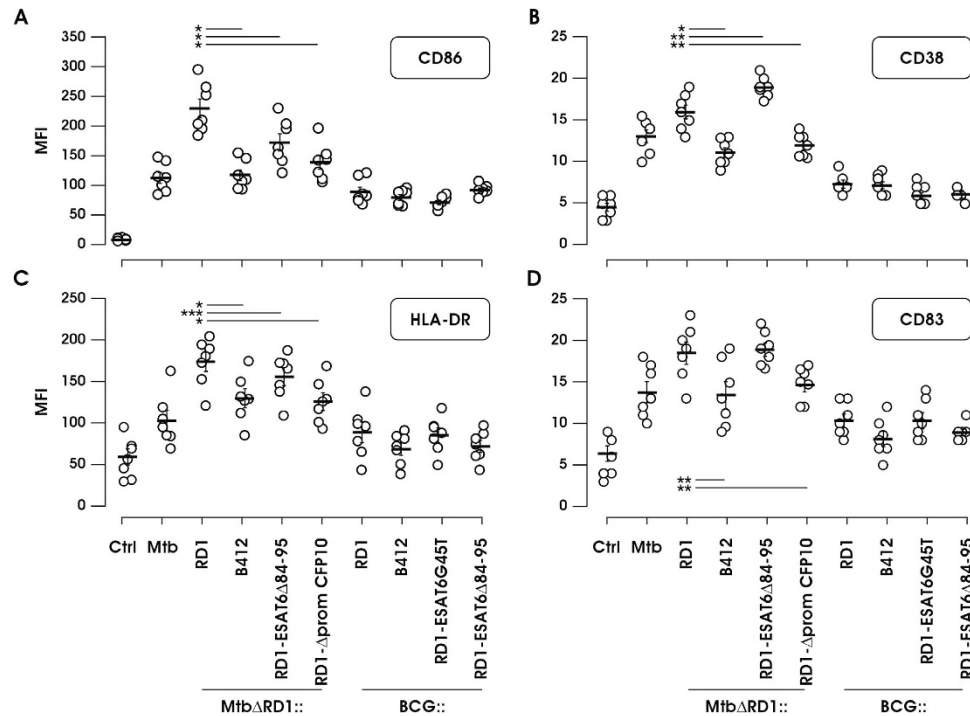 A
B
*
**
*
*
**
**
350
300
250
200
150
100
50
0
MFI
CD86
25
20
15
10
5
0
CD38
C
D
*
***
*
250
200
150
100
50
0
MFI
HLA-DR
25
20
15
10
5
0
CD83
**
**
Ctrl
Mtb
RD1
B412
RD1-ESAT6Δ84-95
RD1-Δprom CFP10
RD1
B412
RD1-ESAT6G45T
RD1-ESAT6Δ84-95
MtbΔRD1::
BCG::
Ctrl
Mtb
RD1
B412
RD1-ESAT6Δ84-95
RD1-Δprom CFP10
RD1
B412
RD1-ESAT6G45T
RD1-ESAT6Δ84-95
MtbΔRD1::
BCG::